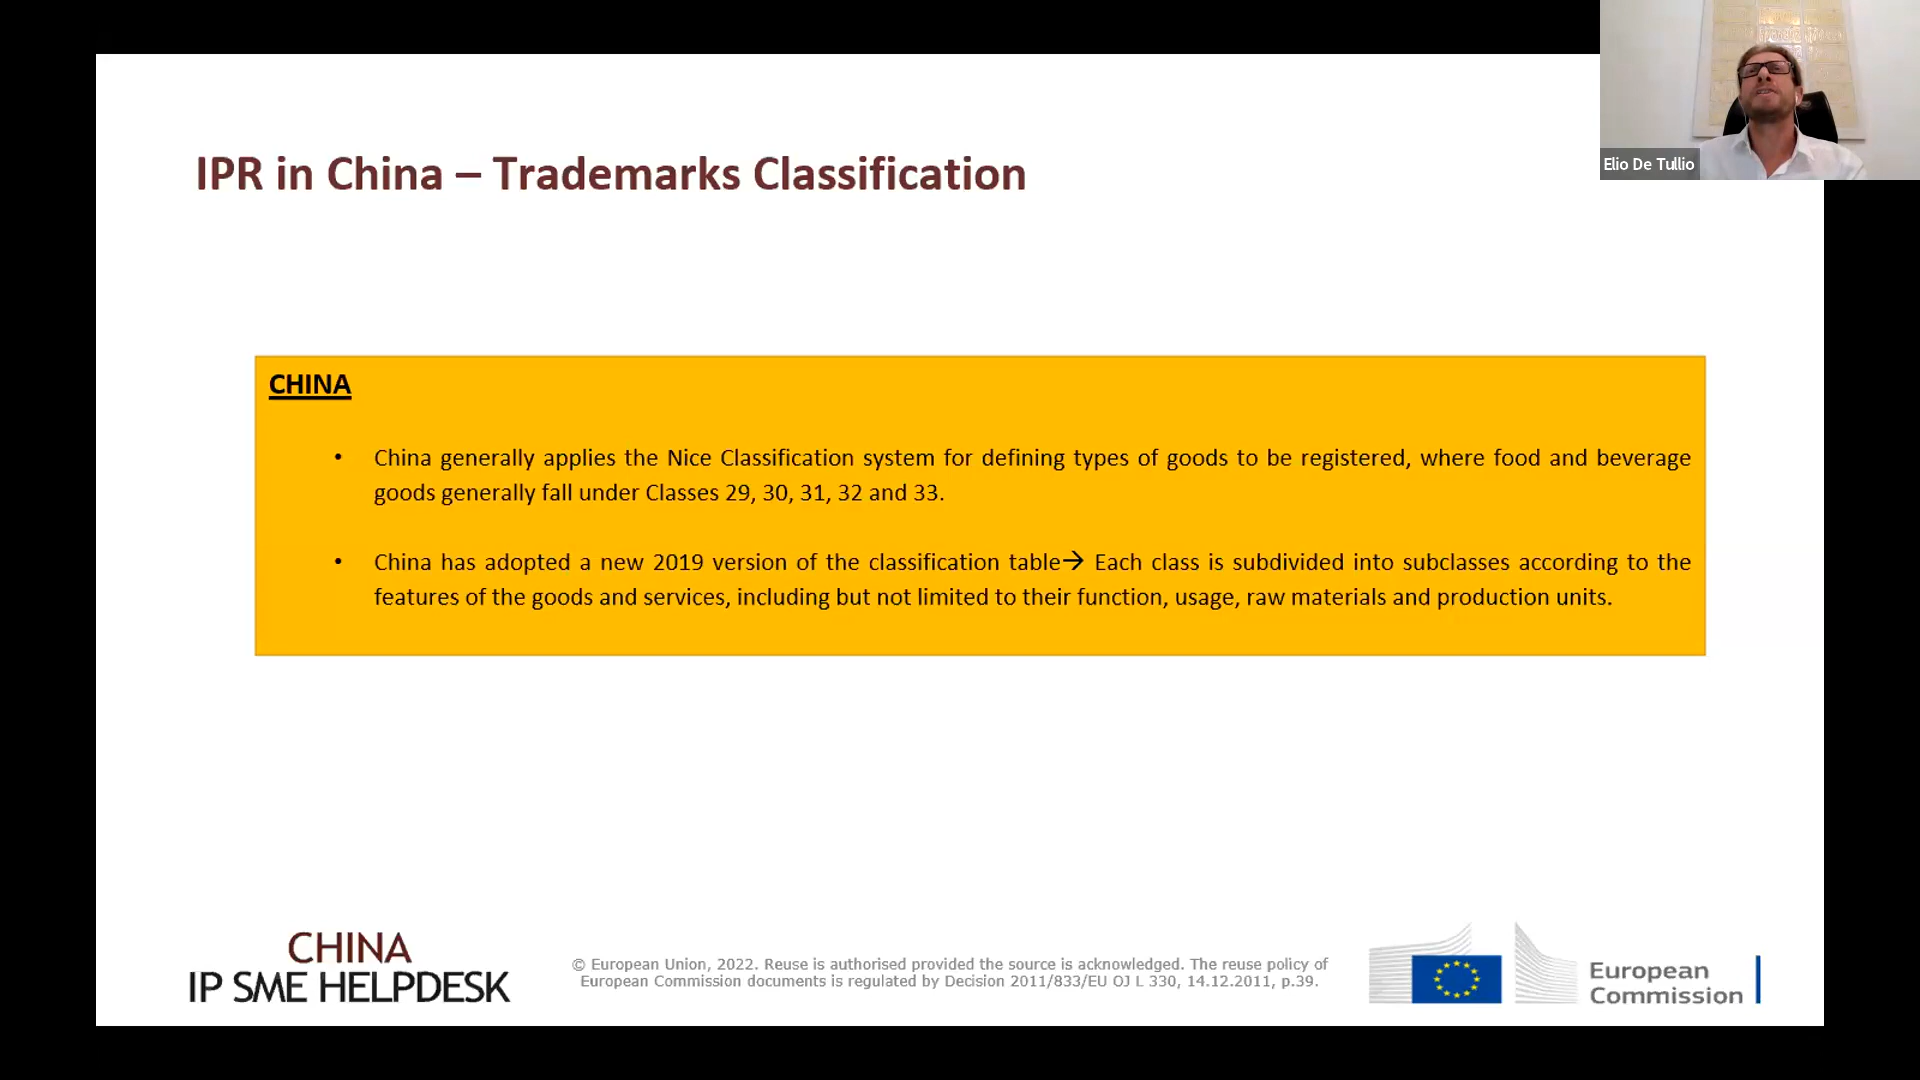 Elio De Tullio
IPR in China – Trademarks Classification
CHINA
• China generally applies the Nice Classification system for defining types of goods to be registered, where food and beverage
goods generally fall under Classes 29, 30, 31, 32 and 33.
• China has adopted a new 2019 version of the classification table→ Each class is subdivided into subclasses according to the
features of the goods and services, including but not limited to their function, usage, raw materials and production units.
CHINA
IP SME HELPDESK
© European Union, 2022. Reuse is authorised provided the source is acknowledged. The reuse policy of
European Commission documents is regulated by Decision 2011/833/EU OJ L 330, 14.12.2011, p.39.
European
Commission